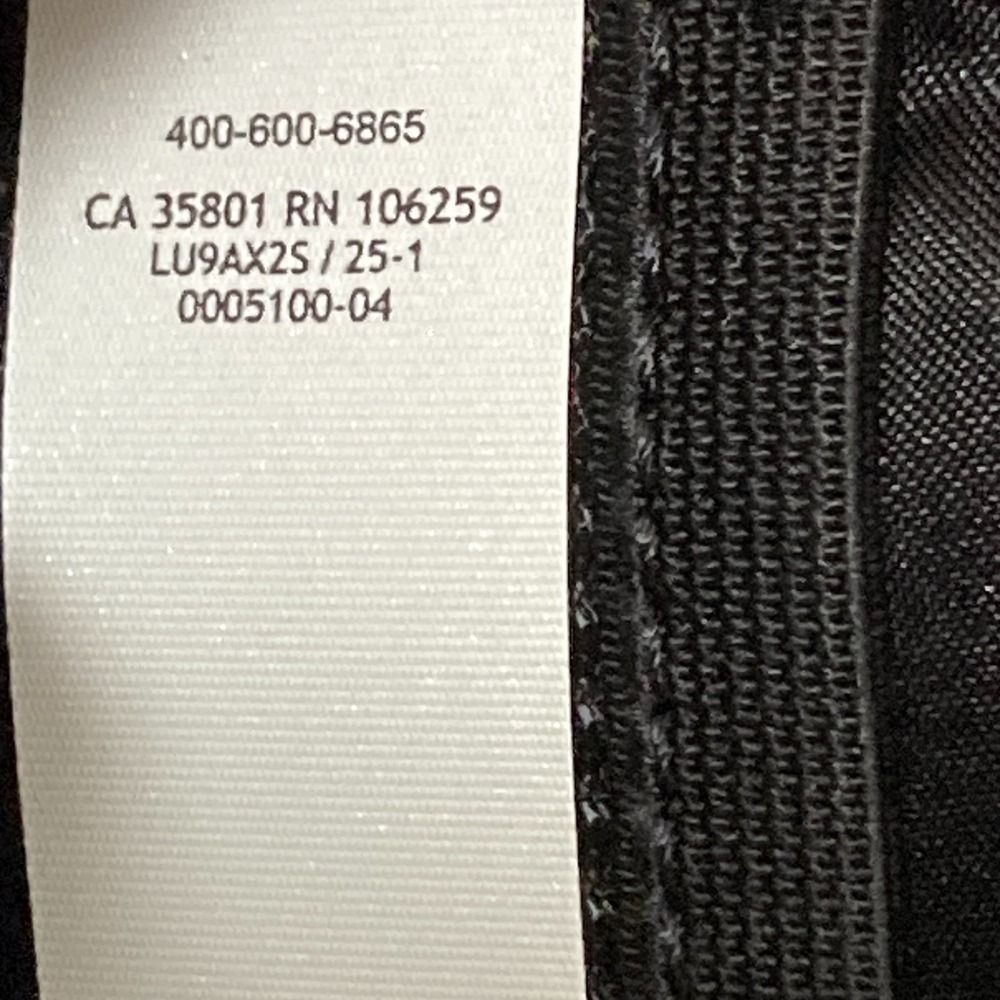 400-600-6865
CA 35801 RN 106259
LU9AX2S / 25-1
0005100-04